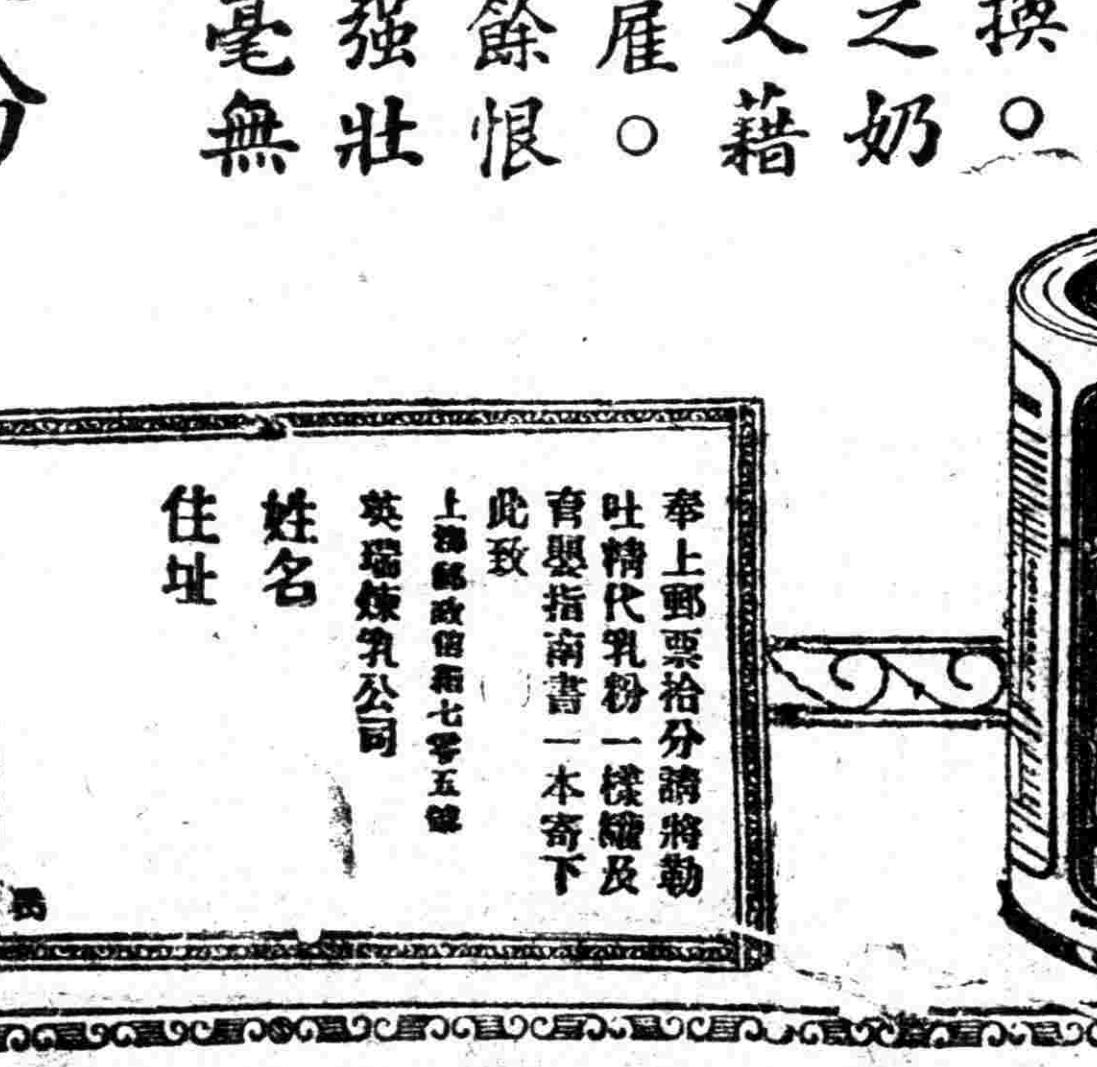 換。
之奶
又藉
雇。
餘恨
强壯
毫無
奉上郵票拾分請將勒
吐精代乳粉一樣罐及
育嬰指南書一本寄下
此致
上海郵政信箱七零五號
英瑞煉乳公司
姓名
住址